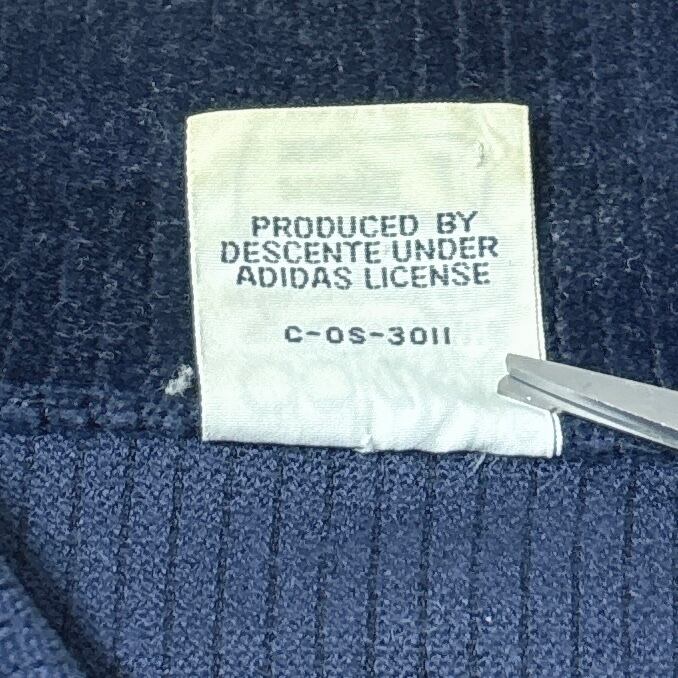 PRODUCED BY
DESCENTE UNDER
ADIDAS LICENSE
C-OS-3011